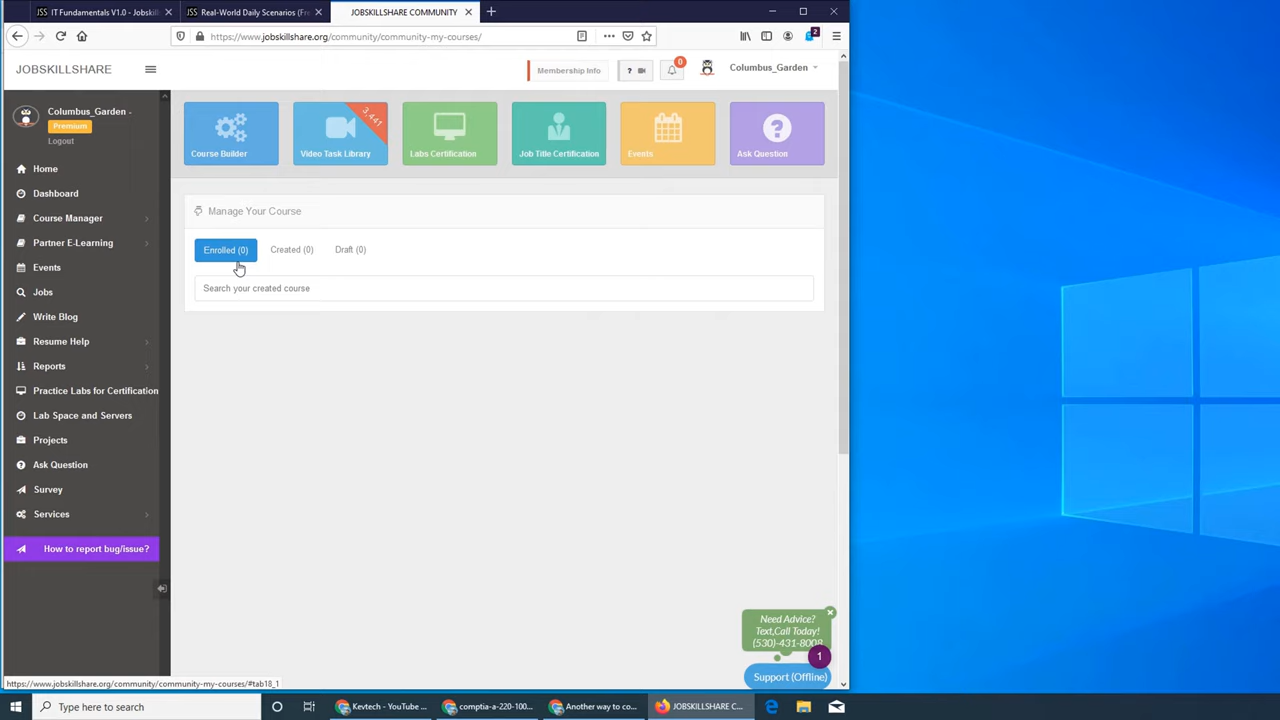 JSS IT Fundamentals V1.0 - Jobskill
JSS Real-World Daily Scenarios (Fr
JOBSKILLSHARE COMMUNITY
https://www.jobskillshare.org/community/community-my-courses/
2
JOBSKILLSHARE
Membership Info
?
0
Columbus_Garden
Columbus_Garden
Premium
Logout
Home
Dashboard
Course Manager
Partner E-Learning
Events
Jobs
Write Blog
Resume Help
Reports
Practice Labs for Certification
Lab Space and Servers
Projects
Ask Question
Survey
Services
How to report bug/issue?
Course Builder
3,441
Video Task Library
Labs Certification
Job Title Certification
Events
?
Ask Question
Manage Your Course
Enrolled (0)
Created (0)
Draft (0)
Search your created course
Need Advice?
Text,Call Today!
(530)-431-8008
1
Support (Offline)
https://www.jobskillshare.org/community/community-my-courses/#tab18_1
Type here to search
Kevtech - YouTube ...
comptia-a-220-100...
Another way to co...
JOBSKILLSHARE C...